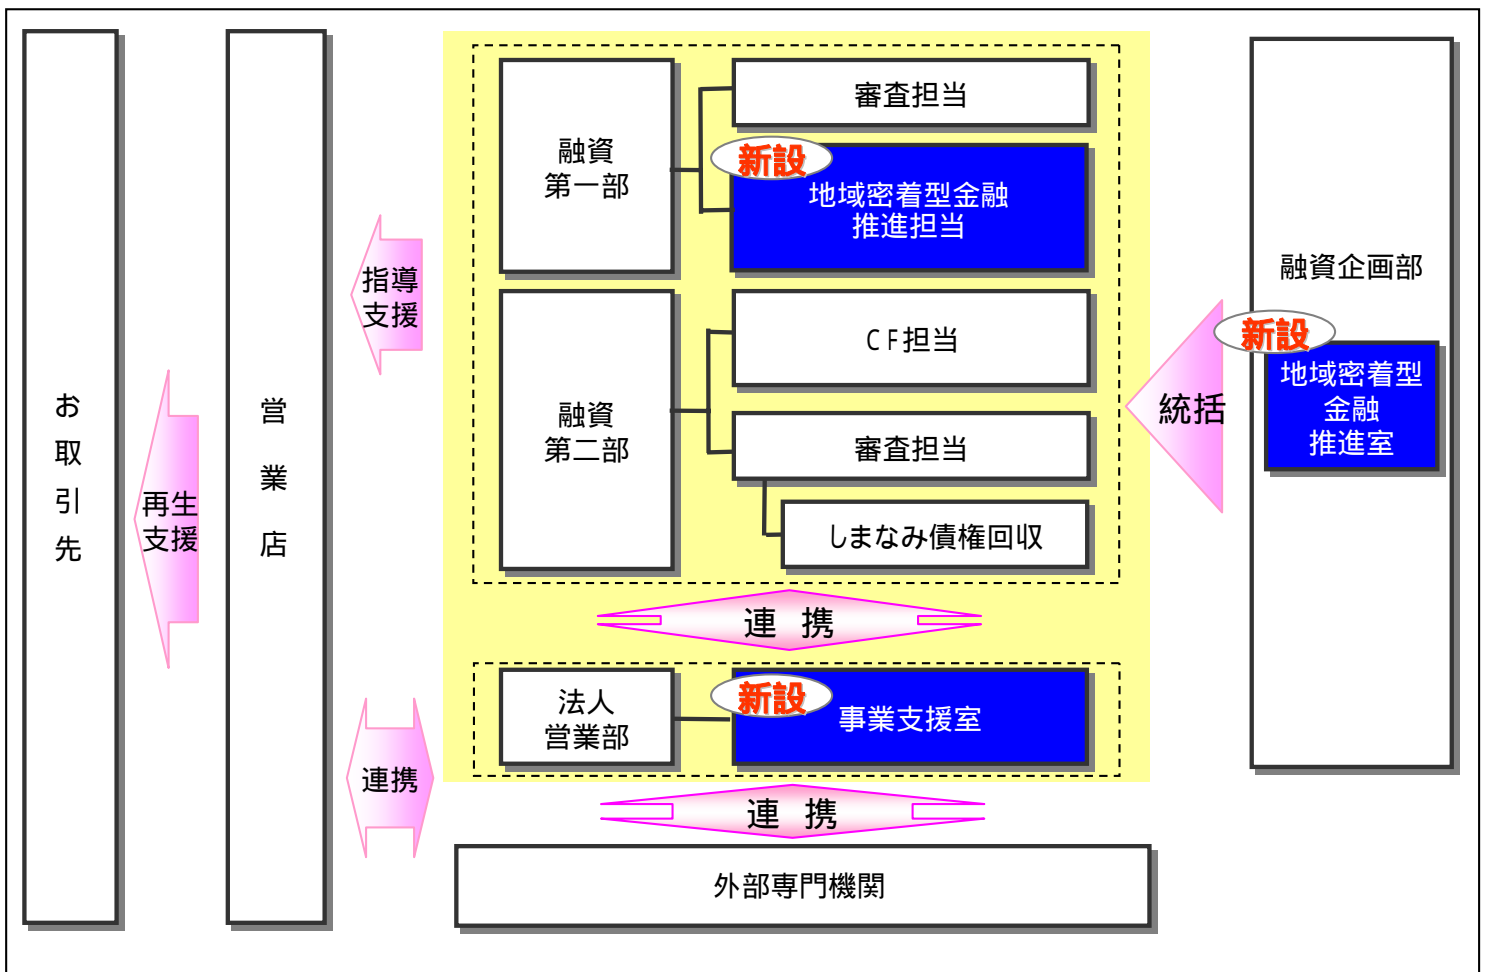 お
取
引
先
再生
支援
営
業
店
指導
支援
連携
融資
第一部
審査担当
新設
地域密着型金融
推進担当
融資
第二部
CF担当
審査担当
しまなみ債権回収
連 携
法人
営業部
新設
事業支援室
連 携
外部専門機関
統括
融資企画部
新設
地域密着型
金融
推進室